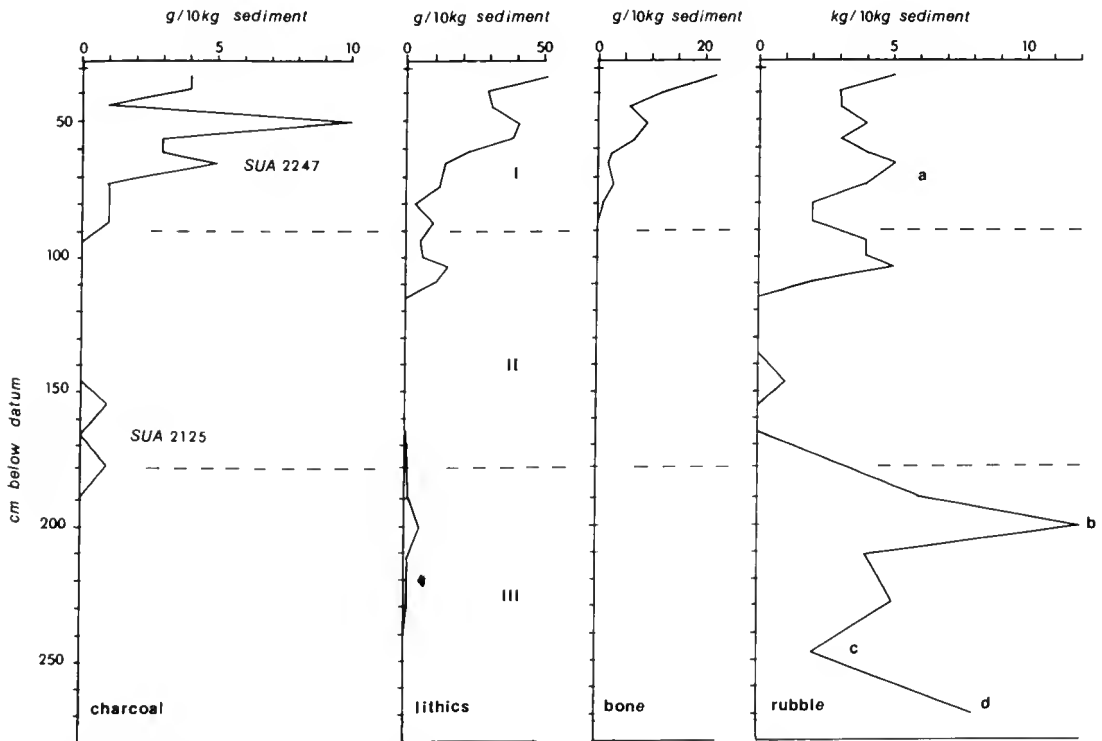 g/10kg sediment g/10kg sediment g/10kg sediment kg/10kg sediment
0 5 10 0 50 0 20 0 5 10
50
SUA 2247
I
a
100
II
150
SUA 2125
cm below datum
200
b
III
250
c
d
charcoal lithics bone rubble